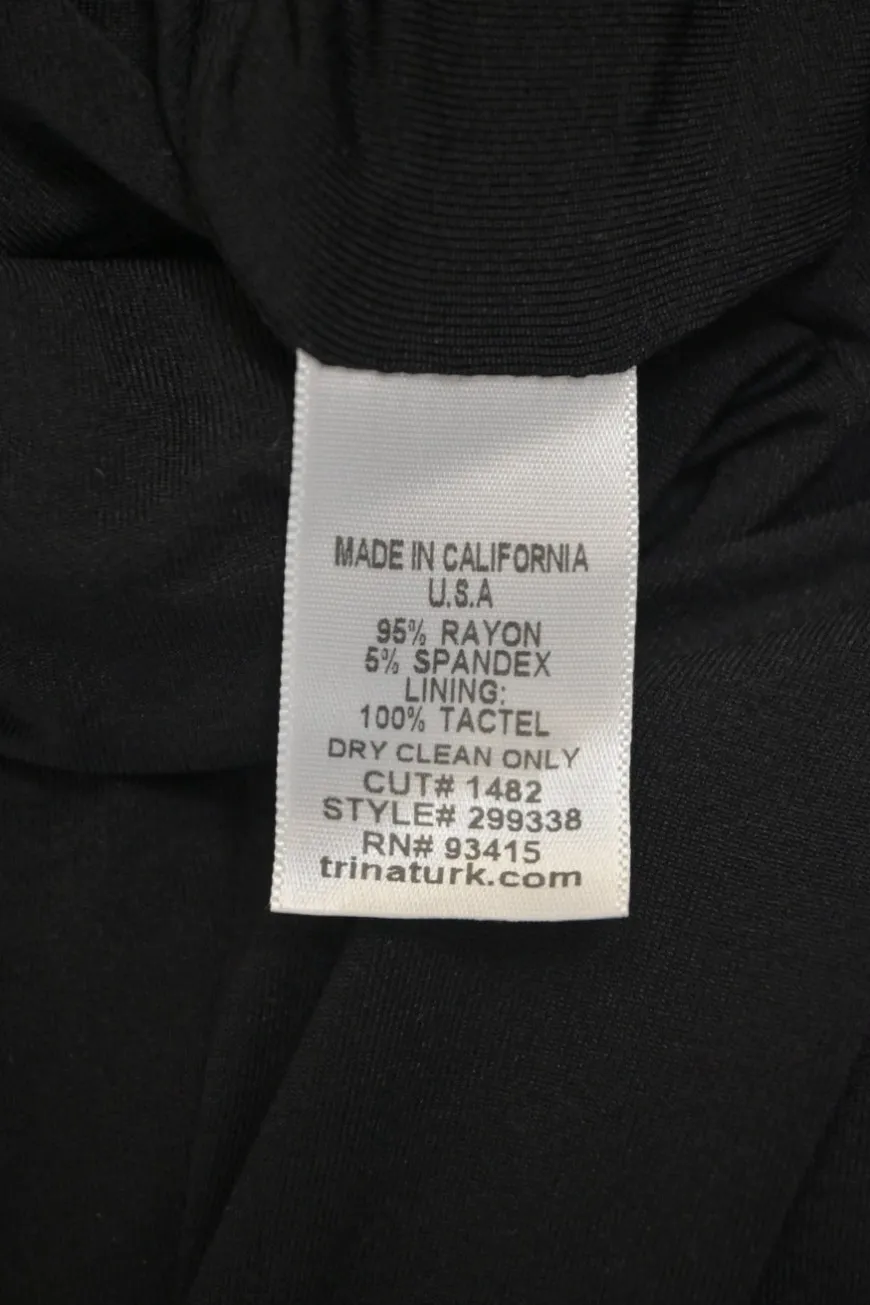 MADE IN CALIFORNIA
U.S.A
95% RAYON
5% SPANDEX
LINING:
100% TACTEL
DRY CLEAN ONLY
CUT# 1482
STYLE# 299338
RN# 93415
trinaturk.com